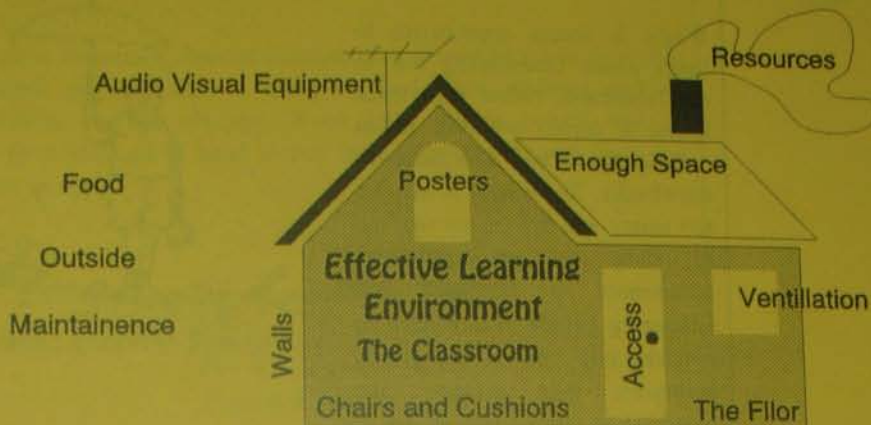 Resources
Audio Visual Equipment
Enough Space
Food
Posters
Outside
Effective Learning
Environment
Ventillation
Maintainence
Walls
The Classroom
Access
Chairs and Cushions
The Fllor